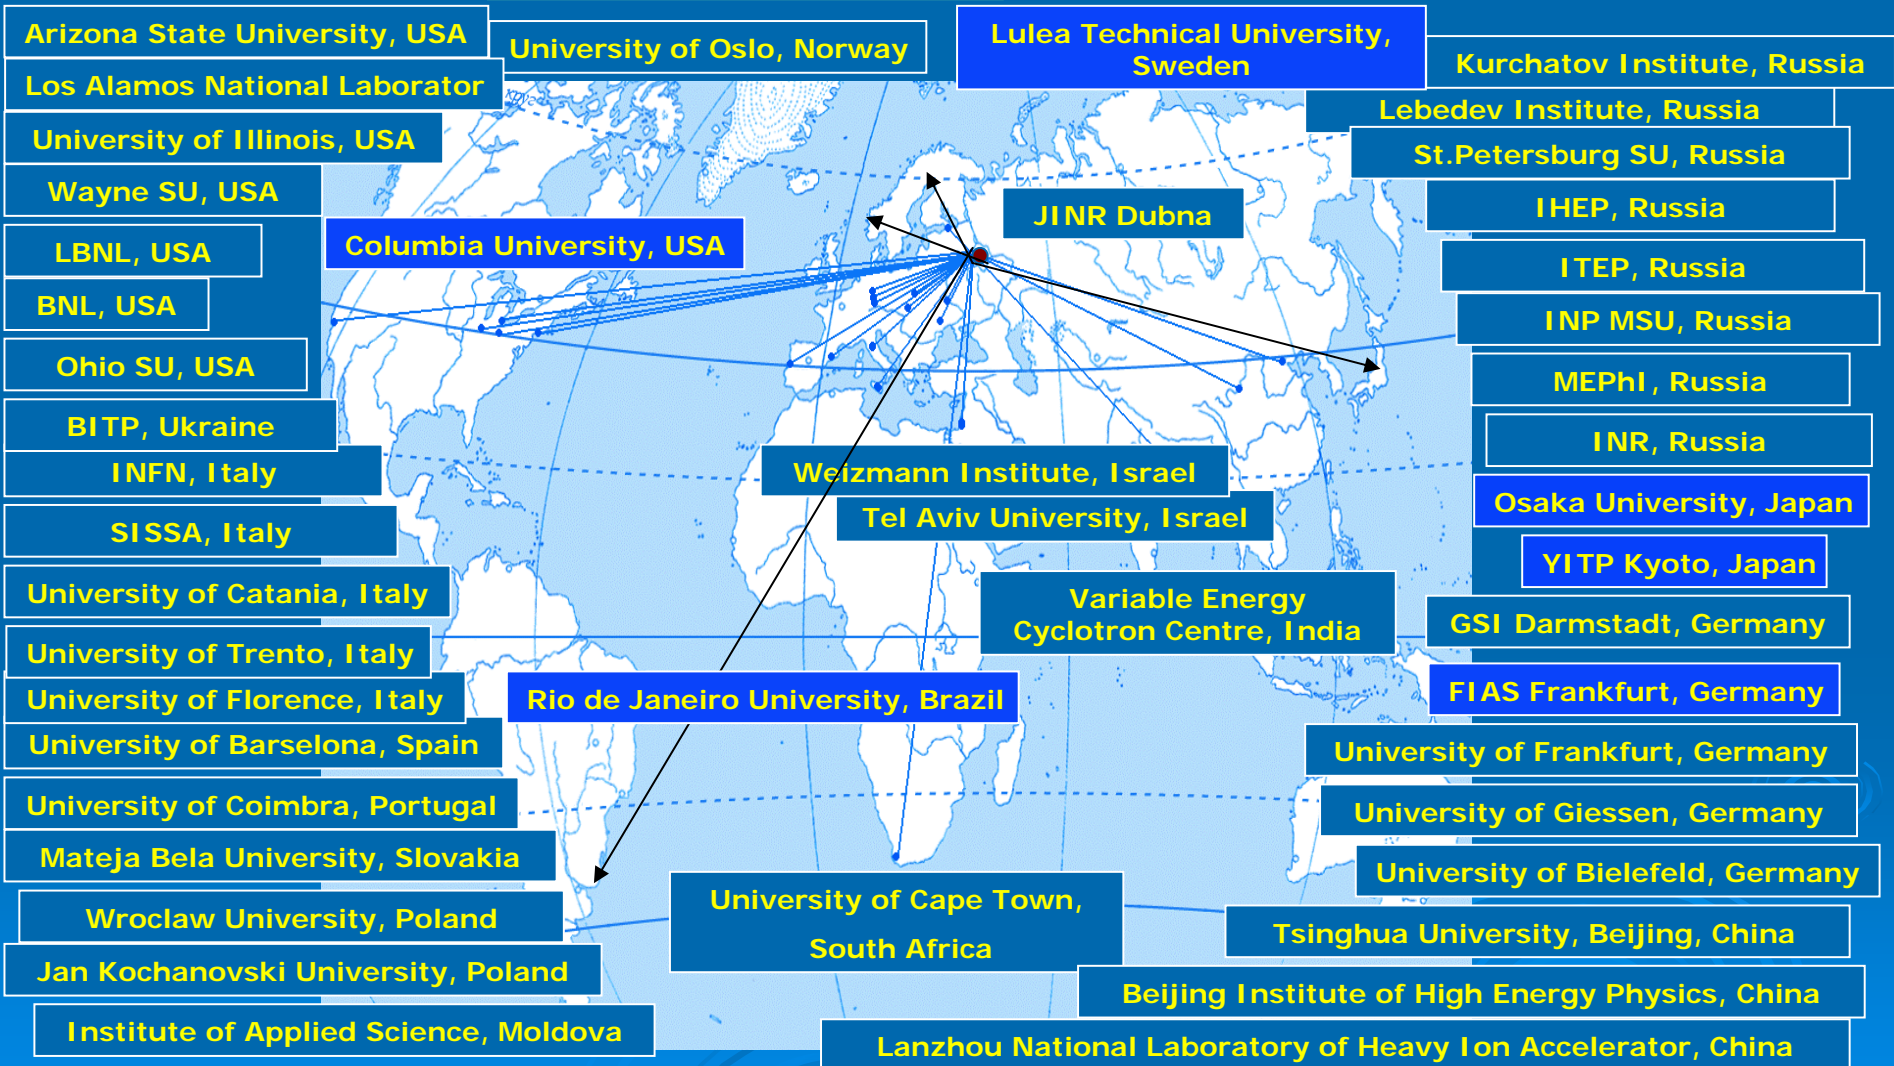 Arizona State University, USA
University of Oslo, Norway
Lulea Technical University,
Sweden
Kurchatov Institute, Russia
Los Alamos National Laborator
Lebedev Institute, Russia
University of Illinois, USA
St.Petersburg SU, Russia
Wayne SU, USA
IHEP, Russia
JINR Dubna
Columbia University, USA
LBNL, USA
ITEP, Russia
BNL, USA
INP MSU, Russia
Ohio SU, USA
MEPhI, Russia
BITP, Ukraine
INR, Russia
INFN, Italy
Weizmann Institute, Israel
Osaka University, Japan
Tel Aviv University, Israel
SISSA, Italy
YITP Kyoto, Japan
University of Catania, Italy
Variable Energy
Cyclotron Centre, India
GSI Darmstadt, Germany
University of Trento, Italy
University of Florence, Italy
Rio de Janeiro University, Brazil
FIAS Frankfurt, Germany
University of Barselona, Spain
University of Frankfurt, Germany
University of Coimbra, Portugal
University of Giessen, Germany
Mateja Bela University, Slovakia
University of Bielefeld, Germany
Wroclaw University, Poland
University of Cape Town,
South Africa
Tsinghua University, Beijing, China
Jan Kochanovski University, Poland
Beijing Institute of High Energy Physics, China
Institute of Applied Science, Moldova
Lanzhou National Laboratory of Heavy Ion Accelerator, China